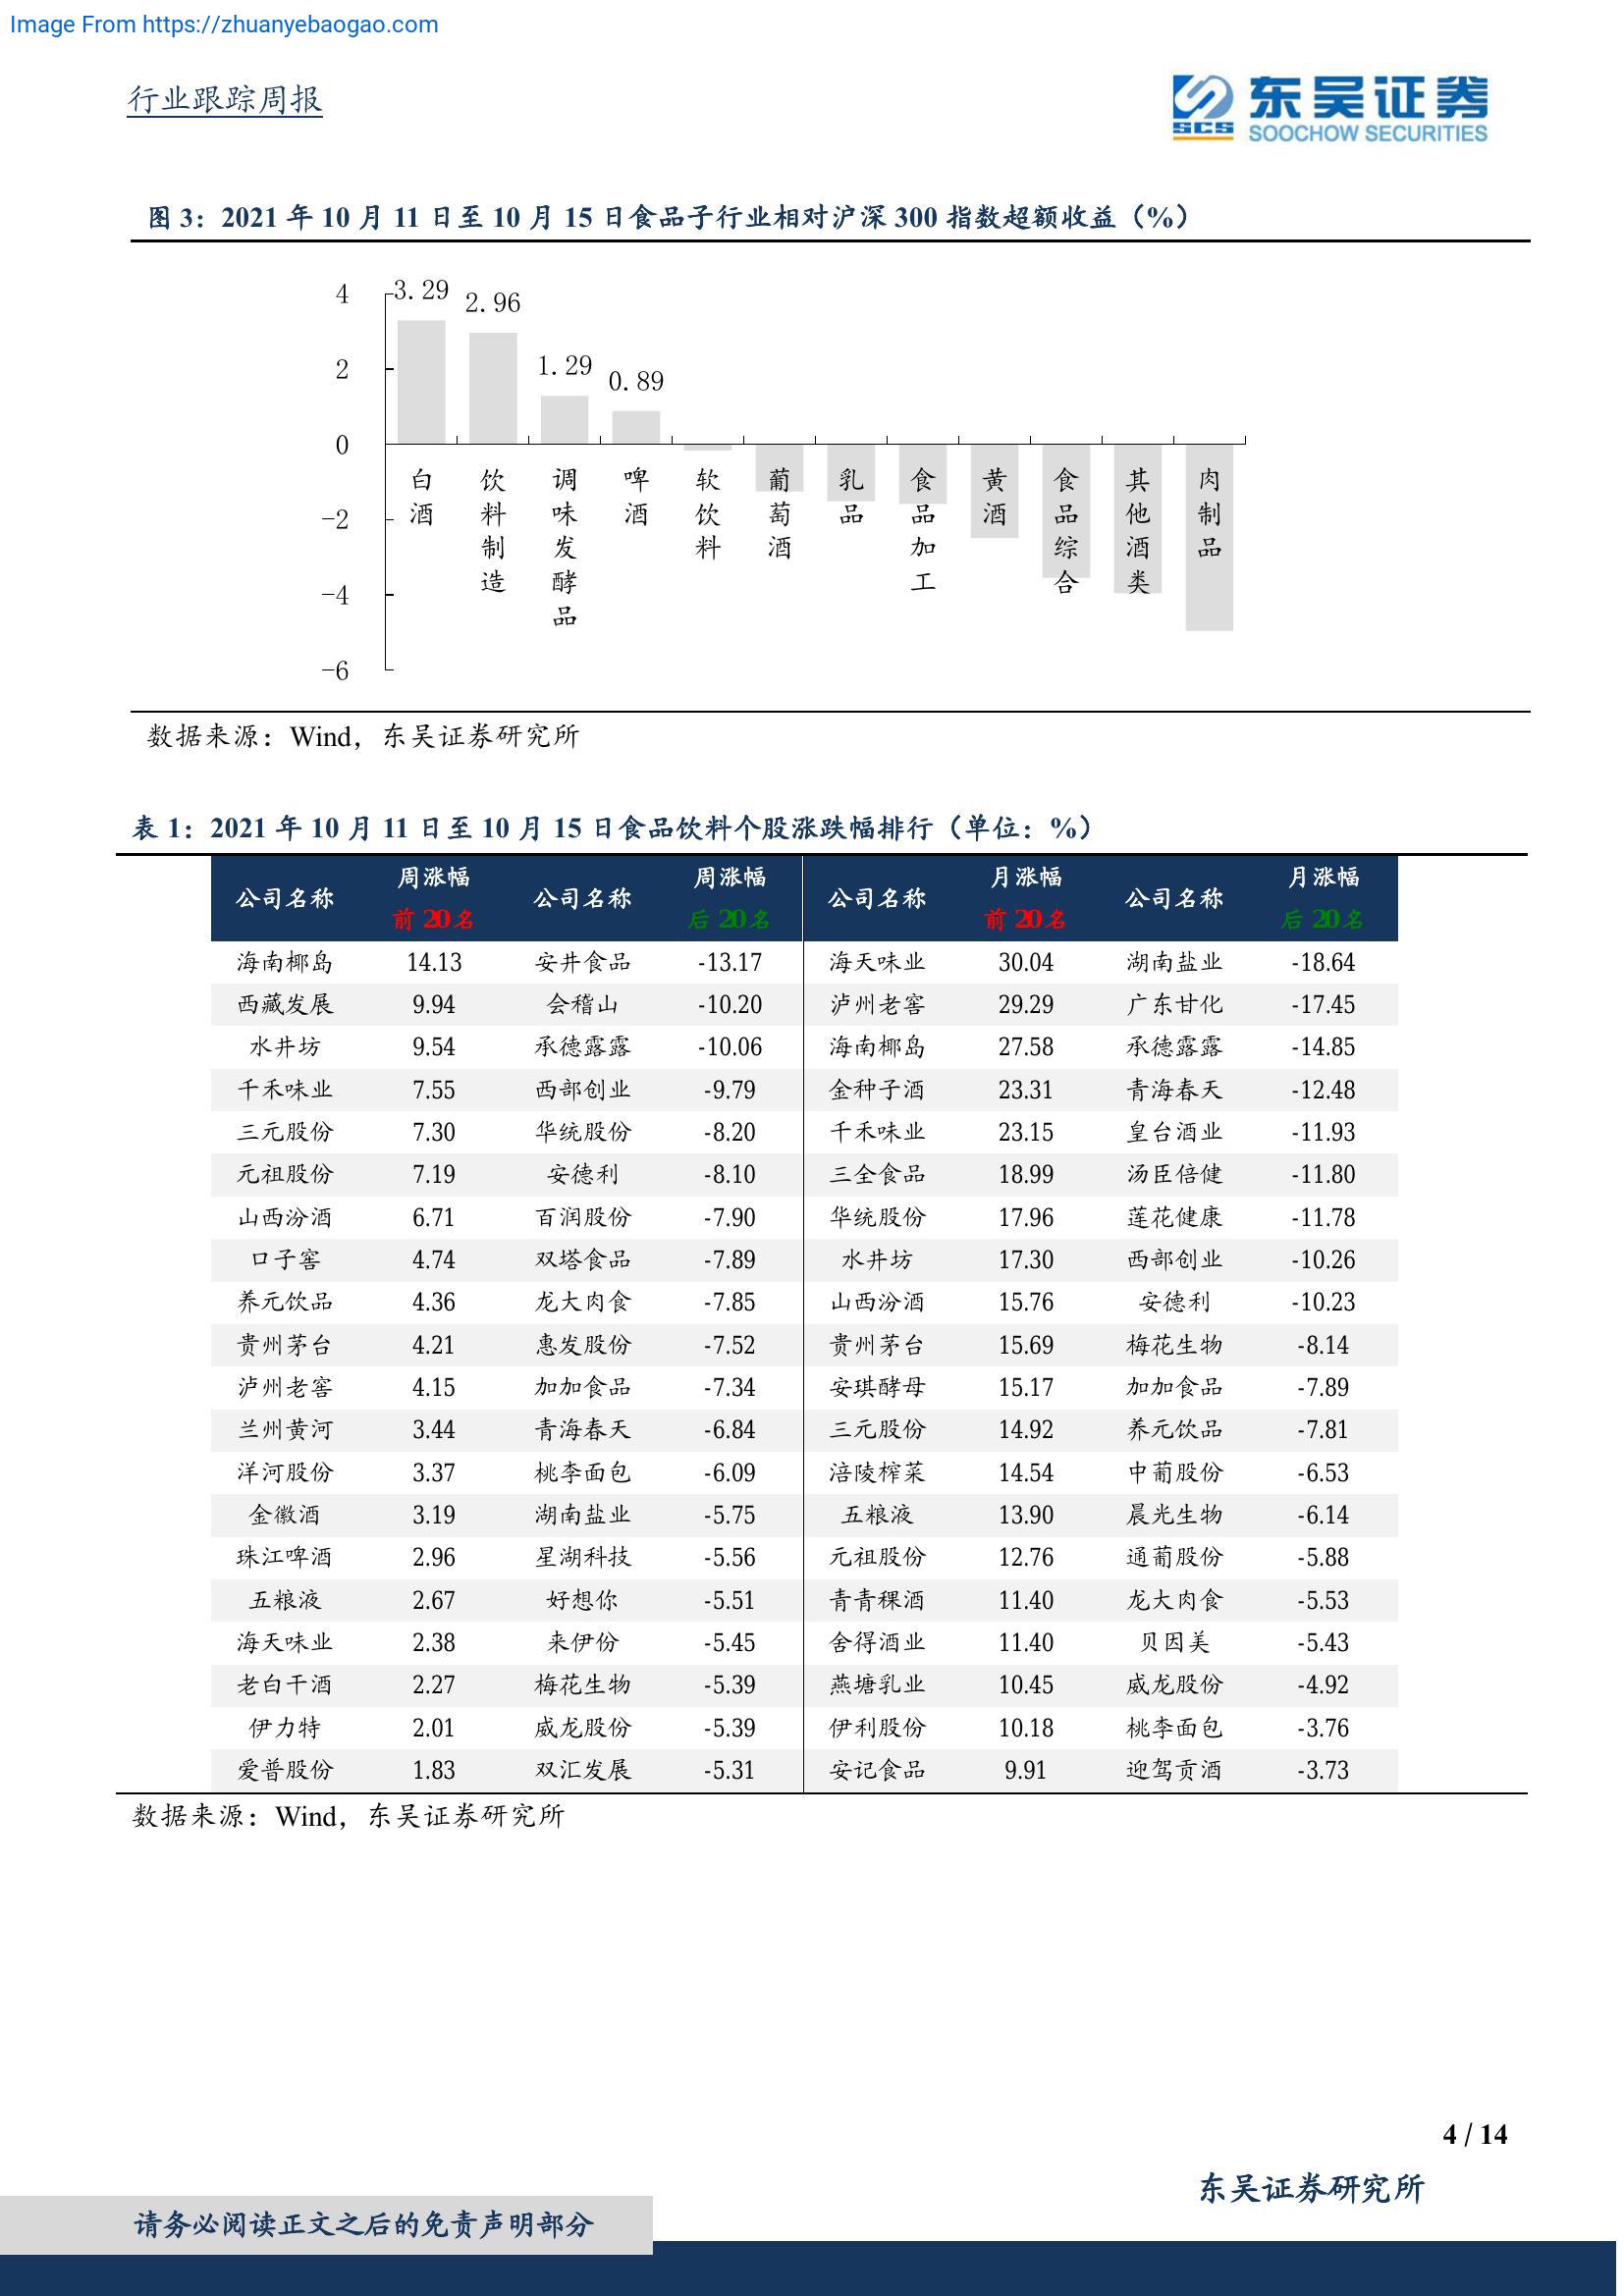 Image From https://zhuanyebaogao.com
行业跟踪周报
东吴证券
SCS
SOOCHOW SECURITIES
图 3：2021 年 10 月 11 日至 10 月 15 日食品子行业相对沪深 300 指数超额收益（%）
4
2
0
-2
-4
-6
3.29
2.96
1.29
0.89
白酒
饮料制造
调味发酵品
啤酒
软饮料
葡萄酒
乳品
食品加工
黄酒
食品综合
其他酒类
肉制品
数据来源：Wind，东吴证券研究所
表 1：2021 年 10 月 11 日至 10 月 15 日食品饮料个股涨跌幅排行（单位：%）
公司名称 周涨幅 前 20名 公司名称 周涨幅 后 20名 公司名称 月涨幅 前 20名 公司名称 月涨幅 后 20名
海南椰岛 14.13 安井食品 -13.17 海天味业 30.04 湖南盐业 -18.64
西藏发展 9.94 会稽山 -10.20 泸州老窖 29.29 广东甘化 -17.45
水井坊 9.54 承德露露 -10.06 海南椰岛 27.58 承德露露 -14.85
千禾味业 7.55 西部创业 -9.79 金种子酒 23.31 青海春天 -12.48
三元股份 7.30 华统股份 -8.20 千禾味业 23.15 皇台酒业 -11.93
元祖股份 7.19 安德利 -8.10 三全食品 18.99 汤臣倍健 -11.80
山西汾酒 6.71 百润股份 -7.90 华统股份 17.96 莲花健康 -11.78
口子窖 4.74 双塔食品 -7.89 水井坊 17.30 西部创业 -10.26
养元饮品 4.36 龙大肉食 -7.85 山西汾酒 15.76 安德利 -10.23
贵州茅台 4.21 惠发股份 -7.52 贵州茅台 15.69 梅花生物 -8.14
泸州老窖 4.15 加加食品 -7.34 安琪酵母 15.17 加加食品 -7.89
兰州黄河 3.44 青海春天 -6.84 三元股份 14.92 养元饮品 -7.81
洋河股份 3.37 桃李面包 -6.09 涪陵榨菜 14.54 中葡股份 -6.53
金徽酒 3.19 湖南盐业 -5.75 五粮液 13.90 晨光生物 -6.14
珠江啤酒 2.96 星湖科技 -5.56 元祖股份 12.76 通葡股份 -5.88
五粮液 2.67 好想你 -5.51 青青稞酒 11.40 龙大肉食 -5.53
海天味业 2.38 来伊份 -5.45 舍得酒业 11.40 贝因美 -5.43
老白干酒 2.27 梅花生物 -5.39 燕塘乳业 10.45 威龙股份 -4.92
伊力特 2.01 威龙股份 -5.39 伊利股份 10.18 桃李面包 -3.76
爱普股份 1.83 双汇发展 -5.31 安记食品 9.91 迎驾贡酒 -3.73
数据来源：Wind，东吴证券研究所
4 / 14
东吴证券研究所
请务必阅读正文之后的免责声明部分